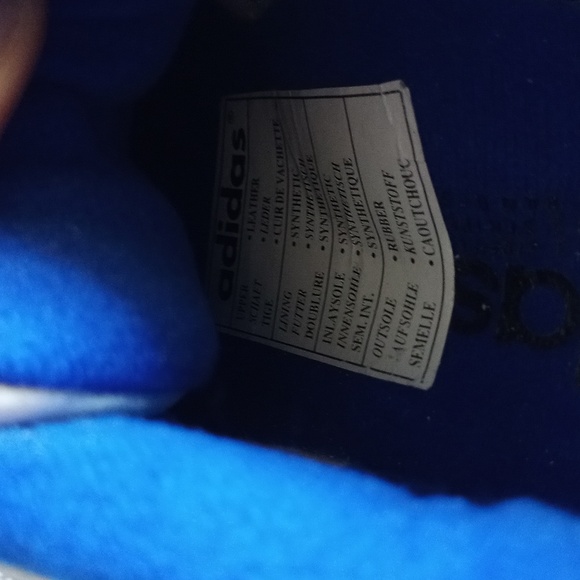 adidas®
UPPER • LEATHER
SCHAFT • LEDER
TIGE • CUIR DE VACHETTE
LINING • SYNTHETIC
FUTTER • SYNTHETISCH
DOUBLURE • SYNTHETIQUE
INLAYSOLE • SYNTHETIC
INNENSOHLE • SYNTHETISCH
SEM. INT. • SYNTHETIQUE
OUTSOLE • RUBBER
LAUFSOHLE • KUNSTSTOFF
SEMELLE • CAOUTCHOUC